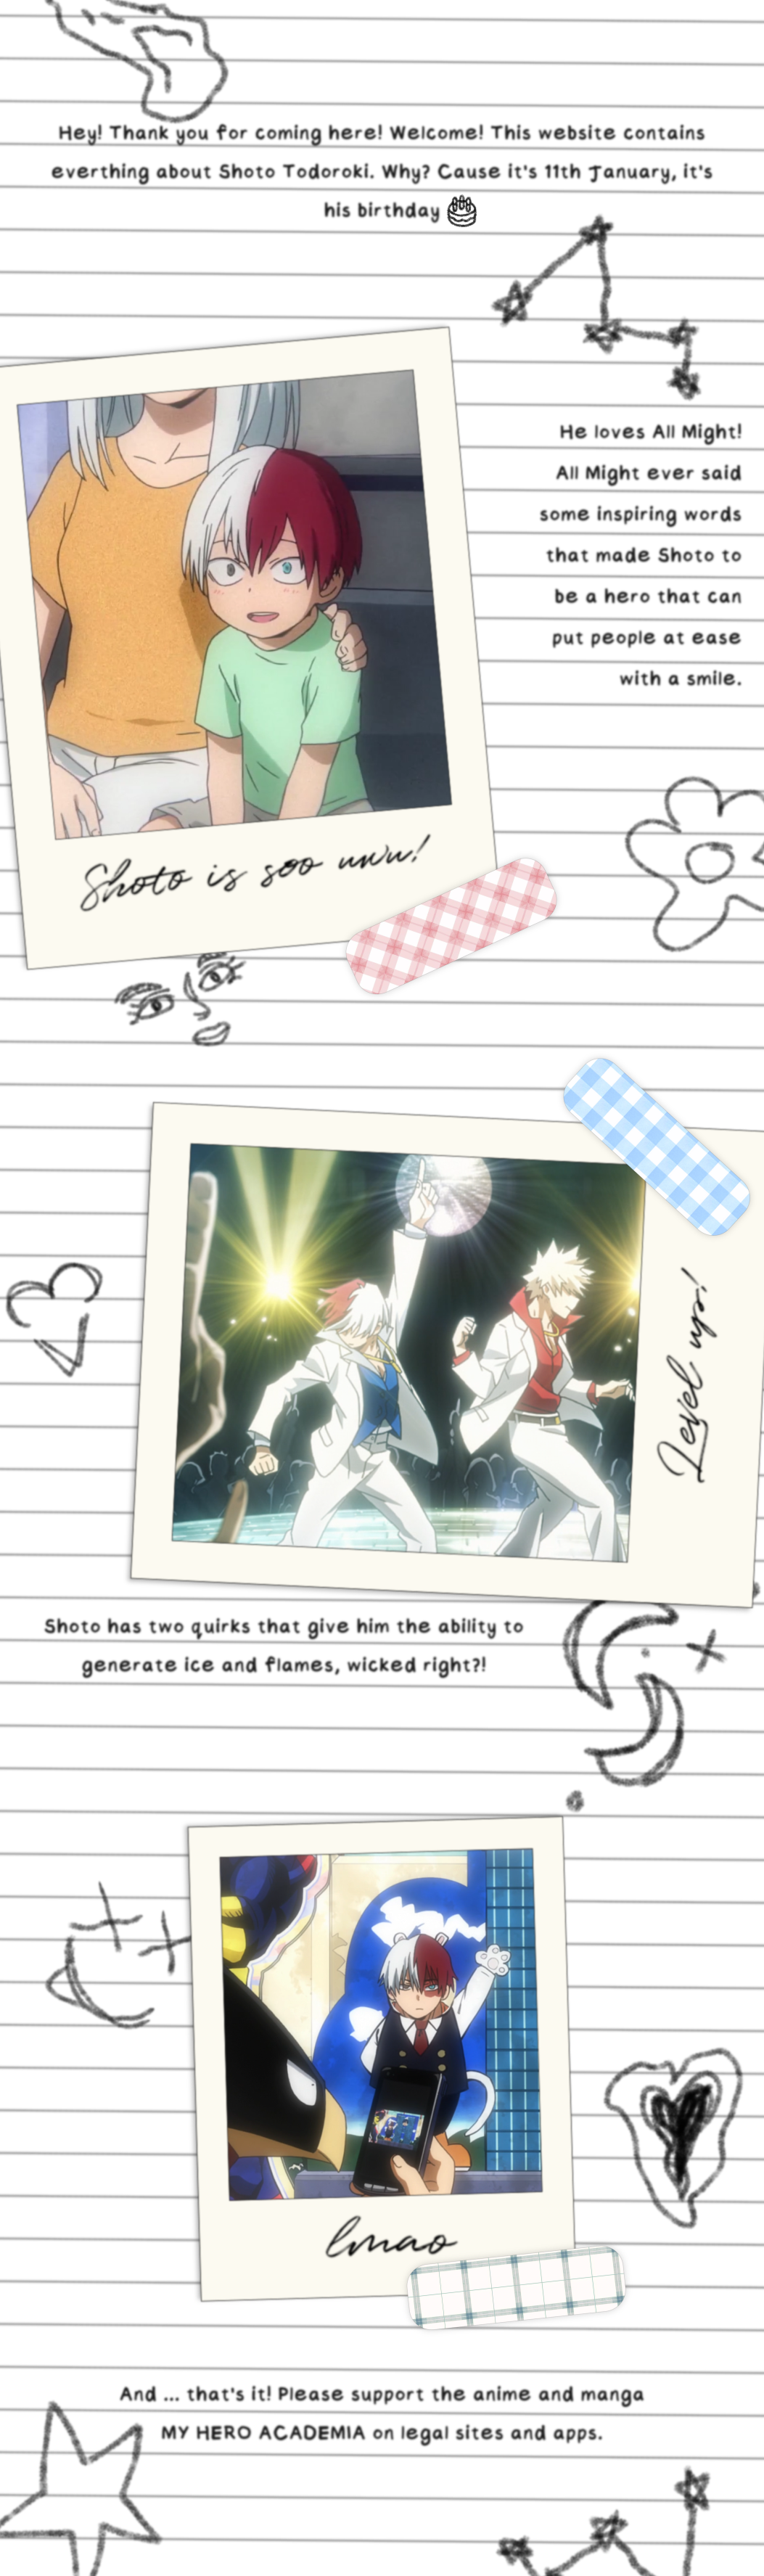 Hey! Thank you for coming here! Welcome! This website contains
everthing about Shoto Todoroki. Why? Cause it's 11th January, it's
his birthday
He loves All Might!
All Might ever said
some inspiring words
that made Shoto to
be a hero that can
put people at ease
with a smile.
Shoto is soo uwu!
Level up!
Shoto has two quirks that give him the ability to
generate ice and flames, wicked right?!
lmao
And ... that's it! Please support the anime and manga
MY HERO ACADEMIA on legal sites and apps.